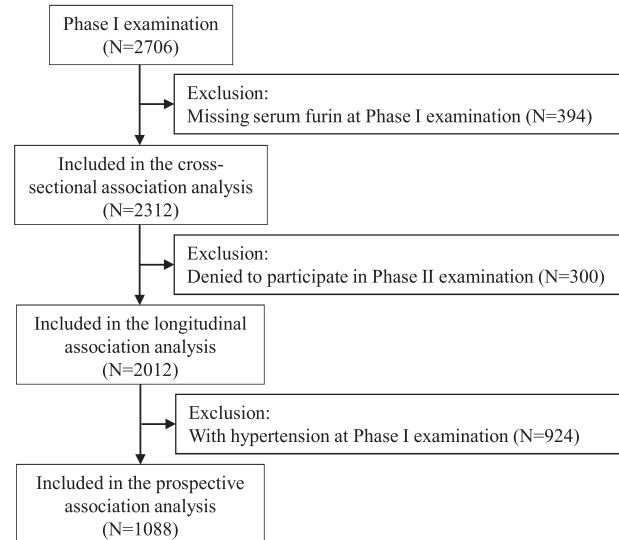 Phase I examination
(N=2706)
Exclusion:
Missing serum furin at Phase I examination (N=394)
Included in the cross-
sectional association analysis
(N=2312)
Exclusion:
Denied to participate in Phase II examination (N=300)
Included in the longitudinal
association analysis
(N=2012)
Exclusion:
With hypertension at Phase I examination (N=924)
Included in the prospective
association analysis
(N=1088)